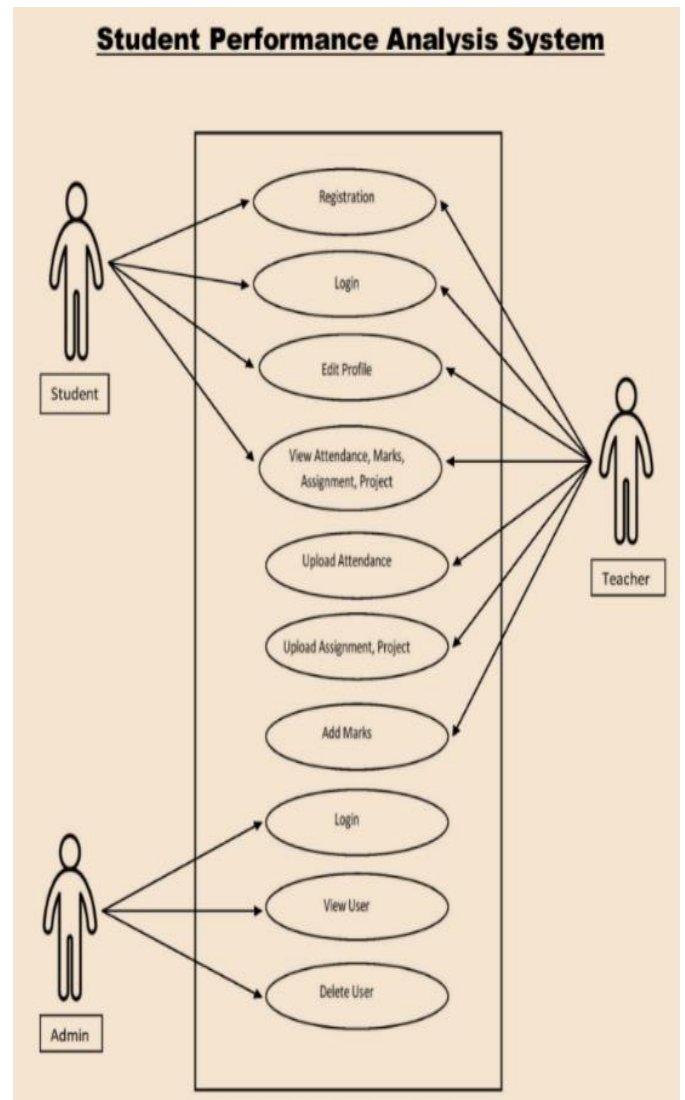 Student Performance Analysis System
Registration
Login
Student
Edit Profile
View Attendance, Marks,
Assignment, Project
Upload Attendance
Teacher
Upload Assignment, Project
Add Marks
Login
View User
Delete User
Admin